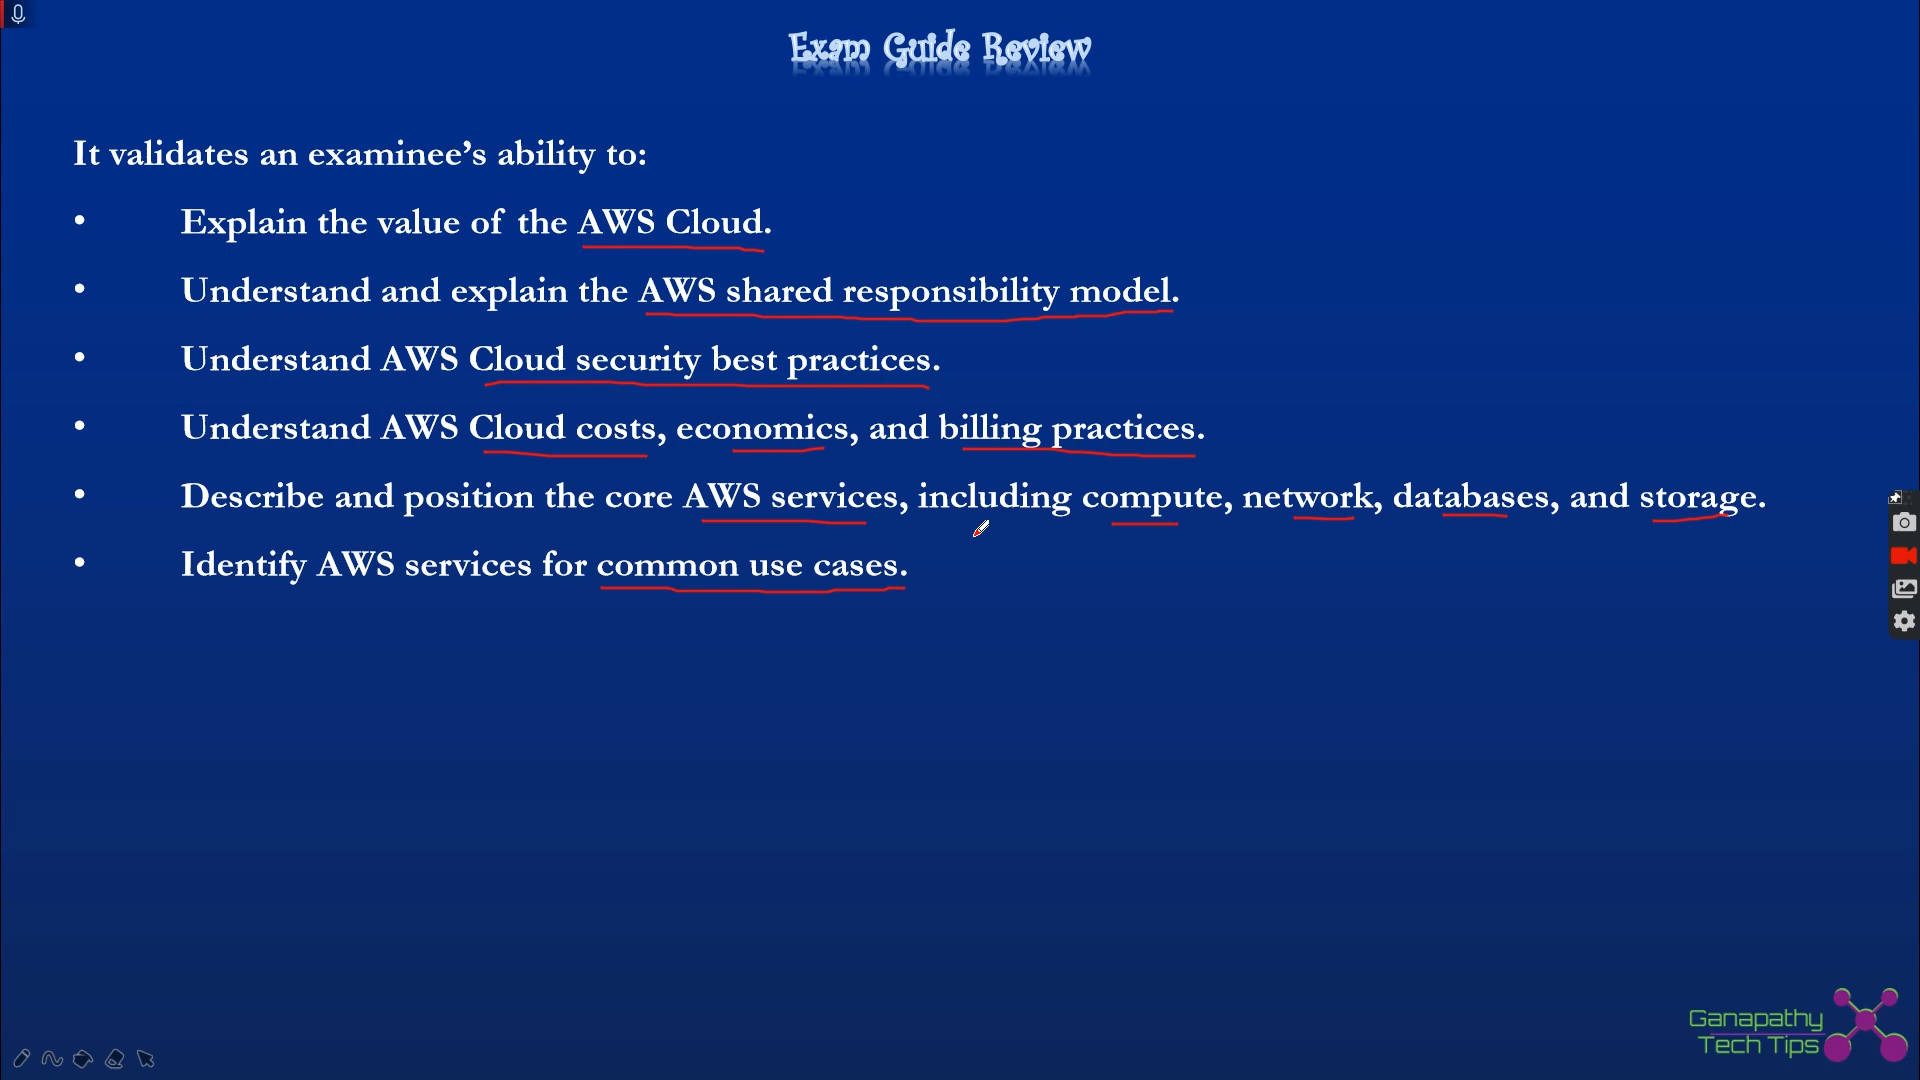 Exam Guide Review
It validates an examinee’s ability to:
• Explain the value of the AWS Cloud.
• Understand and explain the AWS shared responsibility model.
• Understand AWS Cloud security best practices.
• Understand AWS Cloud costs, economics, and billing practices.
• Describe and position the core AWS services, including compute, network, databases, and storage.
• Identify AWS services for common use cases.
Ganapathy
Tech Tips